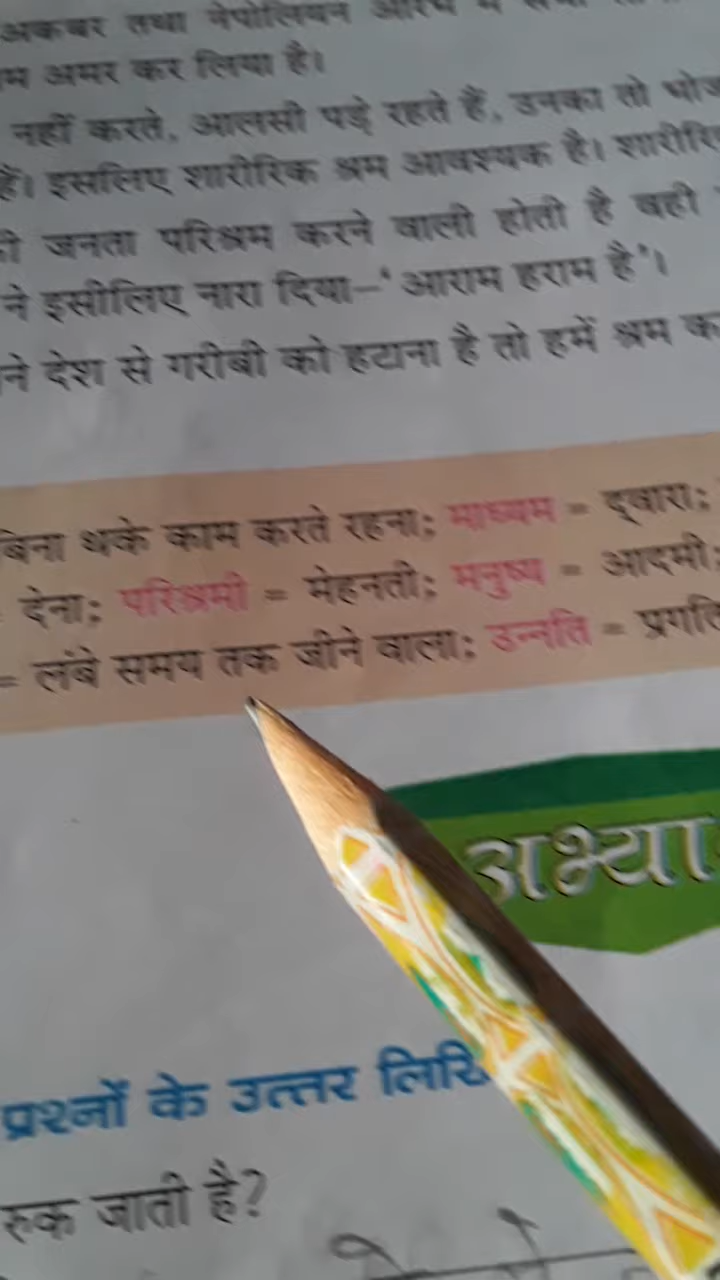 अकबर तथा नेपोलियन
अमर कर लिया है।
नहीं करते, आलसी पड़े रहते हैं, उनका तो
हैं। इसलिए शारीरिक श्रम आवश्यक है।
जनता परिश्रम करने वाली होती है वही
ने इसीलिए नारा दिया–'आराम हराम है'।
देश से गरीबी को हटाना है तो हमें श्रम
बिना थके काम करते रहना; माध्यम = द्वारा;
देना; परिश्रमी = मेहनती; मनुष्य = आदमी;
= लंबे समय तक जीने वाला; उन्नति =
प्रश्नों के उत्तर
रुक जाती है?